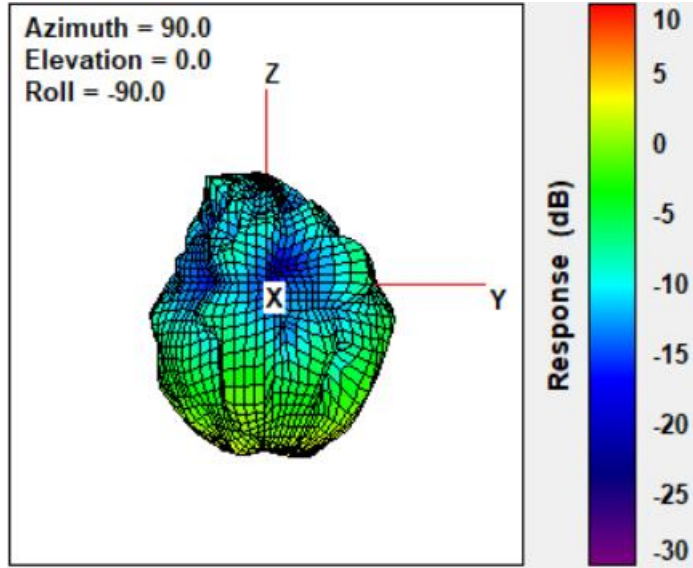 Azimuth = 90.0
Elevation = 0.0
Roll = -90.0
Z
X
Y
Response (dB)
10
5
0
-5
-10
-15
-20
-25
-30